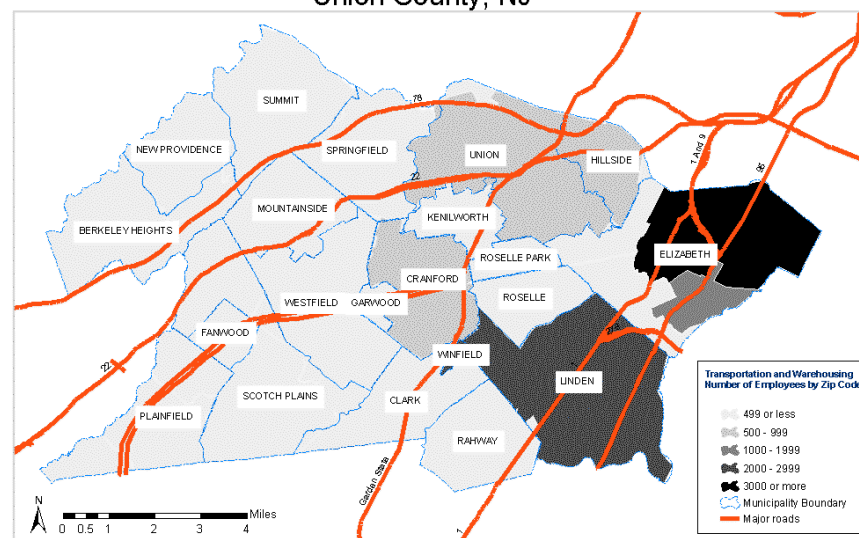 Union County, NJ
SUMMIT
78
NEW PROVIDENCE
SPRINGFIELD
UNION
HILLSIDE
1 And 9
95
22
MOUNTAINSIDE
KENILWORTH
BERKELEY HEIGHTS
ROSELLE PARK
ELIZABETH
CRANFORD
WESTFIELD
GARWOOD
ROSELLE
FANWOOD
278
WINFIELD
22
LINDEN
SCOTCH PLAINS
CLARK
PLAINFIELD
RAHWAY
Garden State
1
Transportation and Warehousing
Number of Employees by Zip Code
499 or less
500 - 999
1000 - 1999
2000 - 2999
3000 or more
Municipality Boundary
Major roads
N
Miles
0 0.5 1 2 3 4